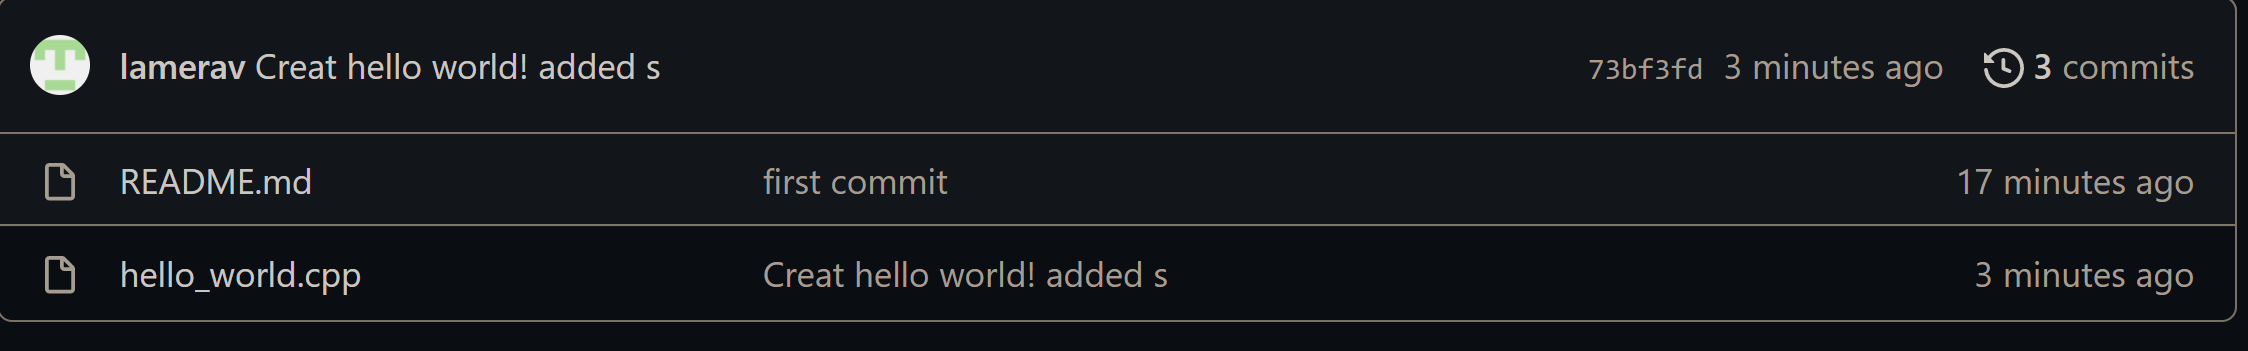 lamerav Creat hello world! added s 73bf3fd 3 minutes ago 3 commits
README.md first commit 17 minutes ago
hello_world.cpp Creat hello world! added s 3 minutes ago